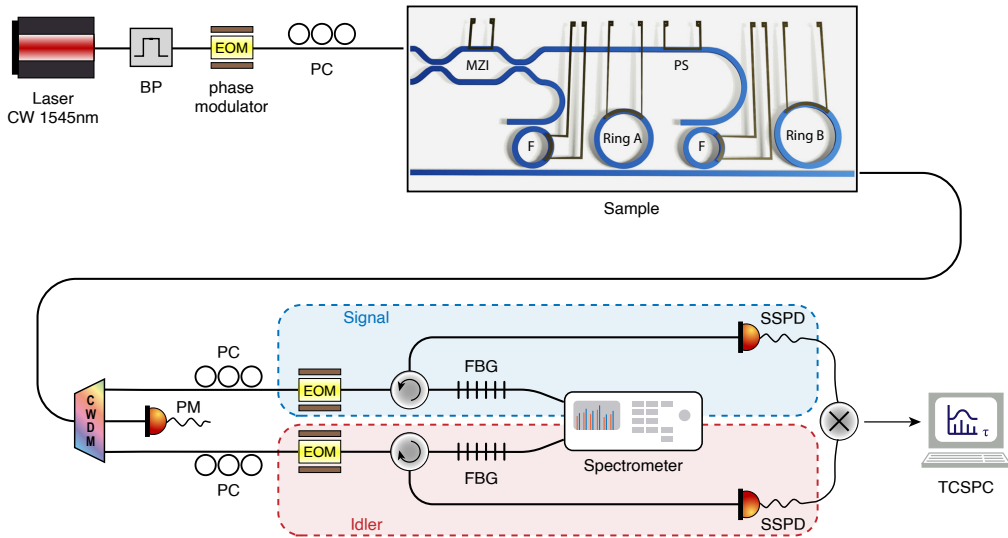 Laser
CW 1545nm
BP
EOM
phase
modulator
PC
MZI
PS
F
Ring A
F
Ring B
Sample
Signal
SSPD
PC
FBG
EOM
CWDM
PM
EOM
Spectrometer
τ
PC
FBG
TCSPC
Idler
SSPD